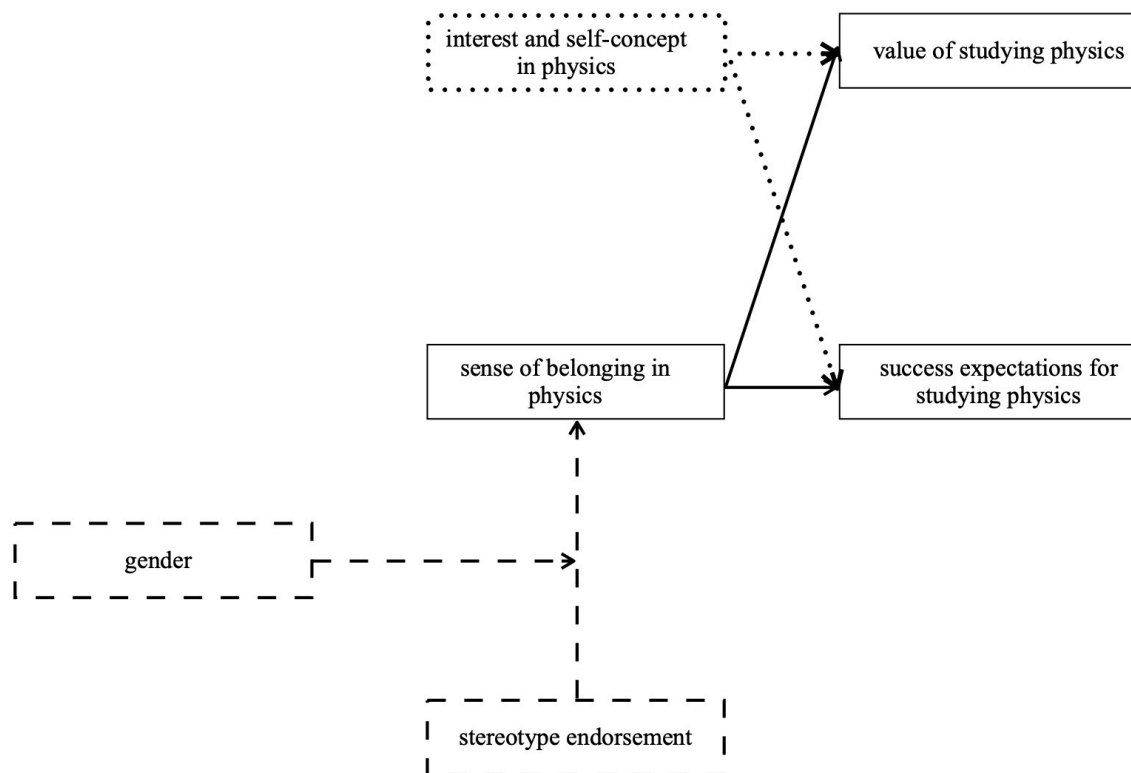 interest and self-concept
in physics
value of studying physics
sense of belonging in
physics
success expectations for
studying physics
gender
stereotype endorsement